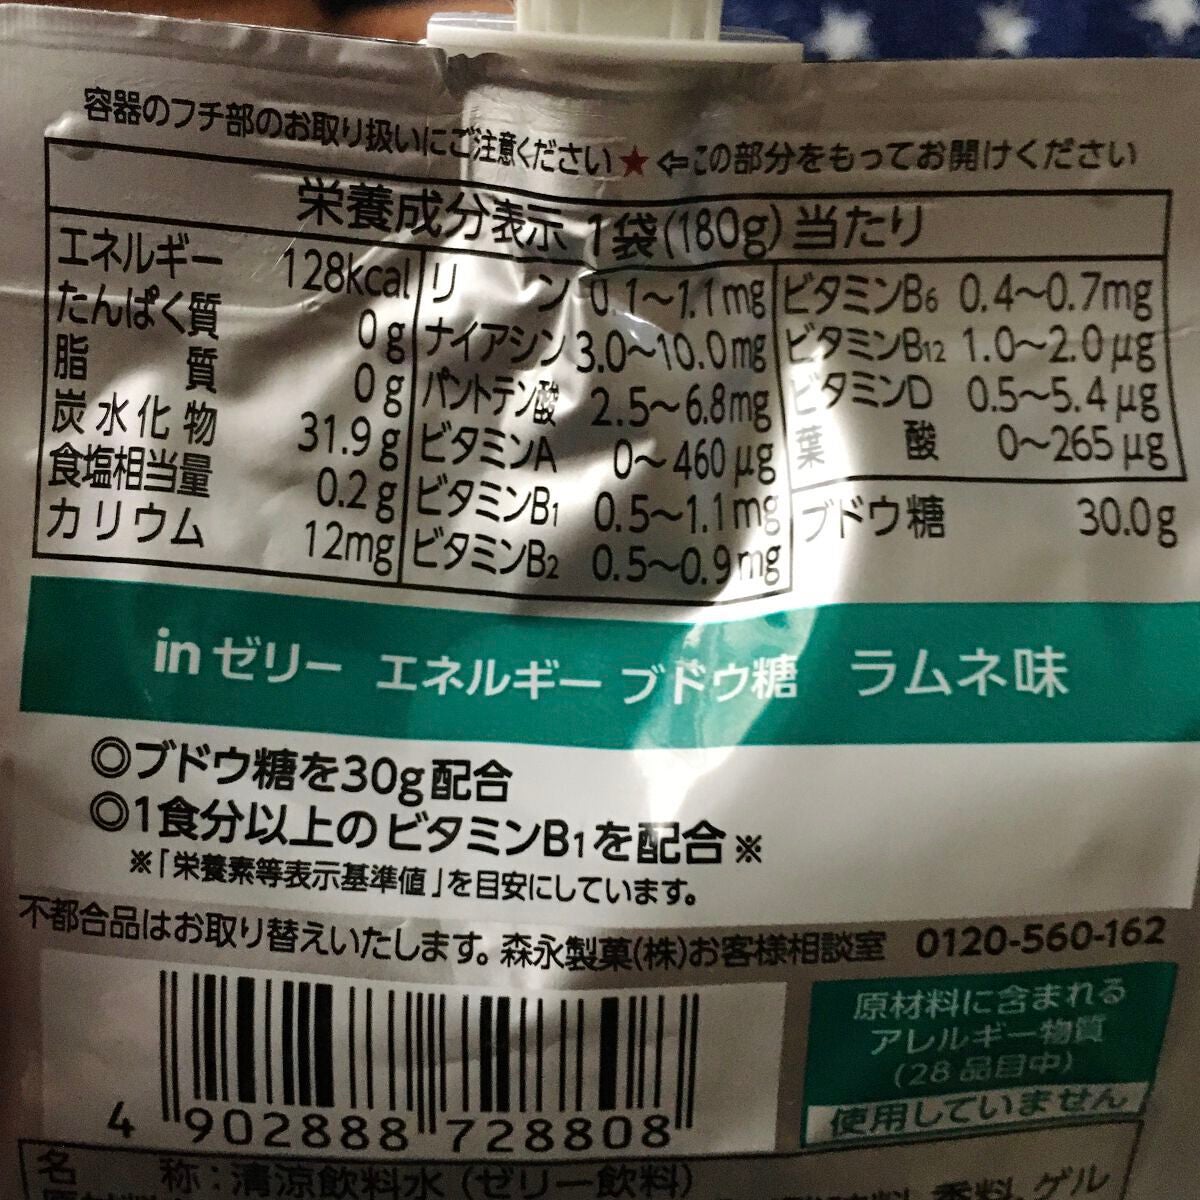 容器のフチ部のお取り扱いにご注意ください★⇦この部分をもってお開けください
栄養成分表示 1袋(180g)当たり
エネルギー 128kcal
たんぱく質 0g
脂質 0g
炭水化物 31.9g
食塩相当量 0.2g
カリウム 12mg
リン 0.1〜1.1mg
ナイアシン 3.0〜10.0mg
パントテン酸 2.5〜6.8mg
ビタミンA 0〜460μg
ビタミンB1 0.5〜1.1mg
ビタミンB2 0.5〜0.9mg
ビタミンB6 0.4〜0.7mg
ビタミンB12 1.0〜2.0μg
ビタミンD 0.5〜5.4μg
葉酸 0〜265μg
ブドウ糖 30.0g
inゼリー エネルギー ブドウ糖 ラムネ味
◎ブドウ糖を30g配合
◎1食分以上のビタミンB1を配合※
※「栄養素等表示基準値」を目安にしています。
不都合品はお取り替えいたします。森永製菓(株)お客様相談室 0120-560-162
原材料に含まれる
アレルギー物質
(28品目中)
使用していません
4 902888 728808
名称:清涼飲料水(ゼリー飲料)
香料、ゲル